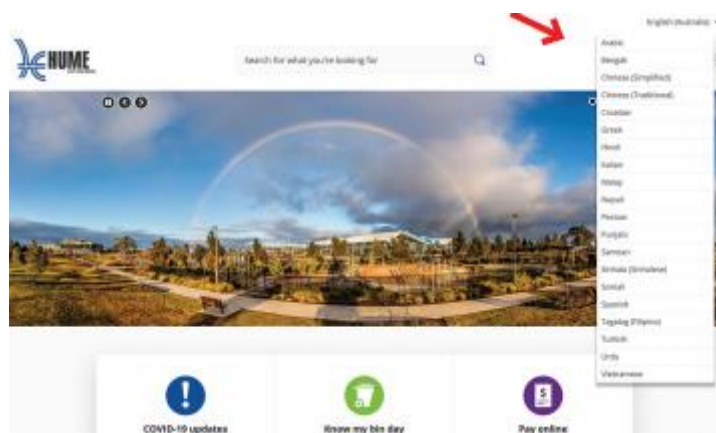 English (Australia)
HUME
Search for what you're looking for
Arabic
Bengali
Chinese (Simplified)
Chinese (Traditional)
Croatian
Greek
Hindi
Italian
Malay
Nepali
Persian
Punjabi
Samoan
Sinhala (Sinhalese)
Somali
Spanish
Tagalog (Filipino)
Turkish
Urdu
Vietnamese
COVID-19 updates
Know my bin day
Pay online